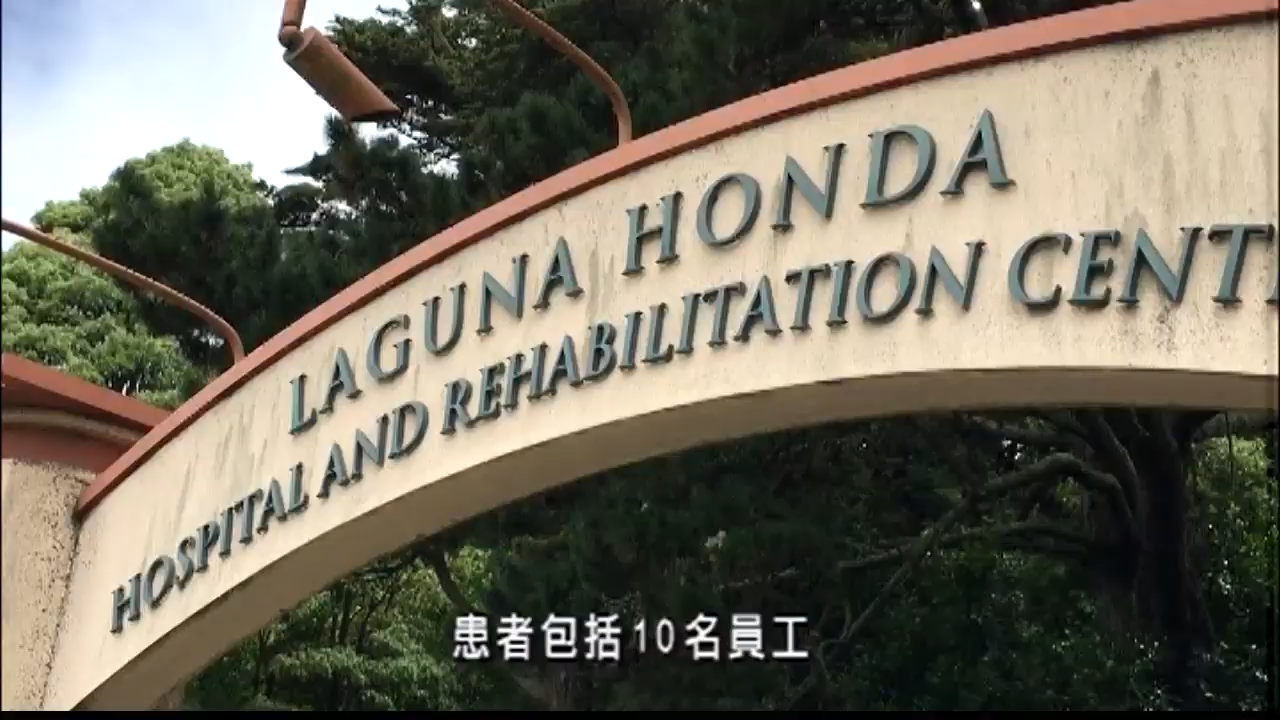 LAGUNA HONDA
HOSPITAL AND REHABILITATION CENT
患者包括10名員工